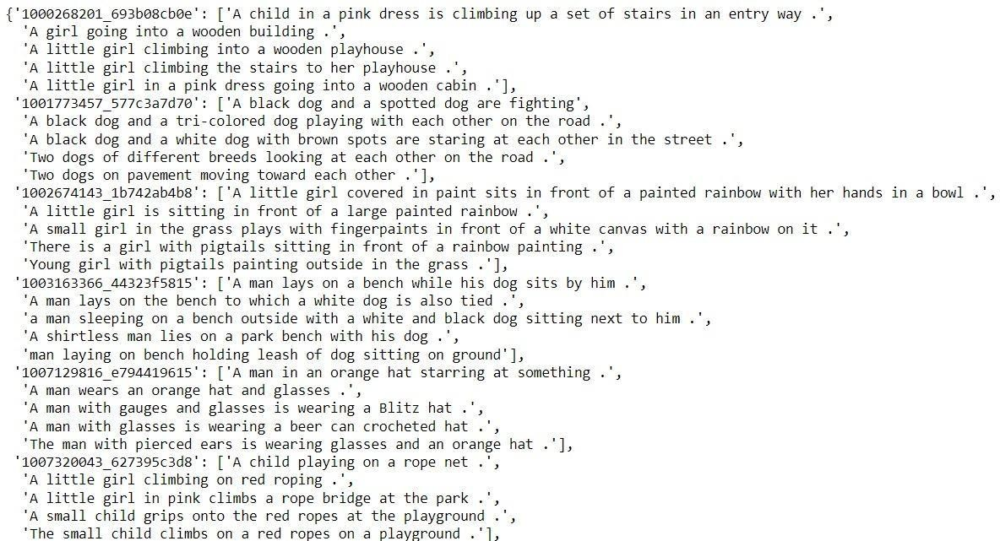 {'1000268201_693b08cb0e': ['A child in a pink dress is climbing up a set of stairs in an entry way .',
'A girl going into a wooden building .',
'A little girl climbing into a wooden playhouse .',
'A little girl climbing the stairs to her playhouse .',
'A little girl in a pink dress going into a wooden cabin .'],
'1001773457_577c3a7d70': ['A black dog and a spotted dog are fighting',
'A black dog and a tri-colored dog playing with each other on the road .',
'A black dog and a white dog with brown spots are staring at each other in the street .',
'Two dogs of different breeds looking at each other on the road .',
'Two dogs on pavement moving toward each other .'],
'1002674143_1b742ab4b8': ['A little girl covered in paint sits in front of a painted rainbow with her hands in a bowl .',
'A little girl is sitting in front of a large painted rainbow .',
'A small girl in the grass plays with fingerpaints in front of a white canvas with a rainbow on it .',
'There is a girl with pigtails sitting in front of a rainbow painting .',
'Young girl with pigtails painting outside in the grass .'],
'1003163366_44323f5815': ['A man lays on a bench while his dog sits by him .',
'A man lays on the bench to which a white dog is also tied .',
'a man sleeping on a bench outside with a white and black dog sitting next to him .',
'A shirtless man lies on a park bench with his dog .',
'man laying on bench holding leash of dog sitting on ground'],
'1007129816_e794419615': ['A man in an orange hat starring at something .',
'A man wears an orange hat and glasses .',
'A man with gauges and glasses is wearing a Blitz hat .',
'A man with glasses is wearing a beer can crocheted hat .',
'The man with pierced ears is wearing glasses and an orange hat .'],
'1007320043_627395c3d8': ['A child playing on a rope net .',
'A little girl climbing on red roping .',
'A little girl in pink climbs a rope bridge at the park .',
'A small child grips onto the red ropes at the playground .',
'The small child climbs on a red ropes on a playground .'],